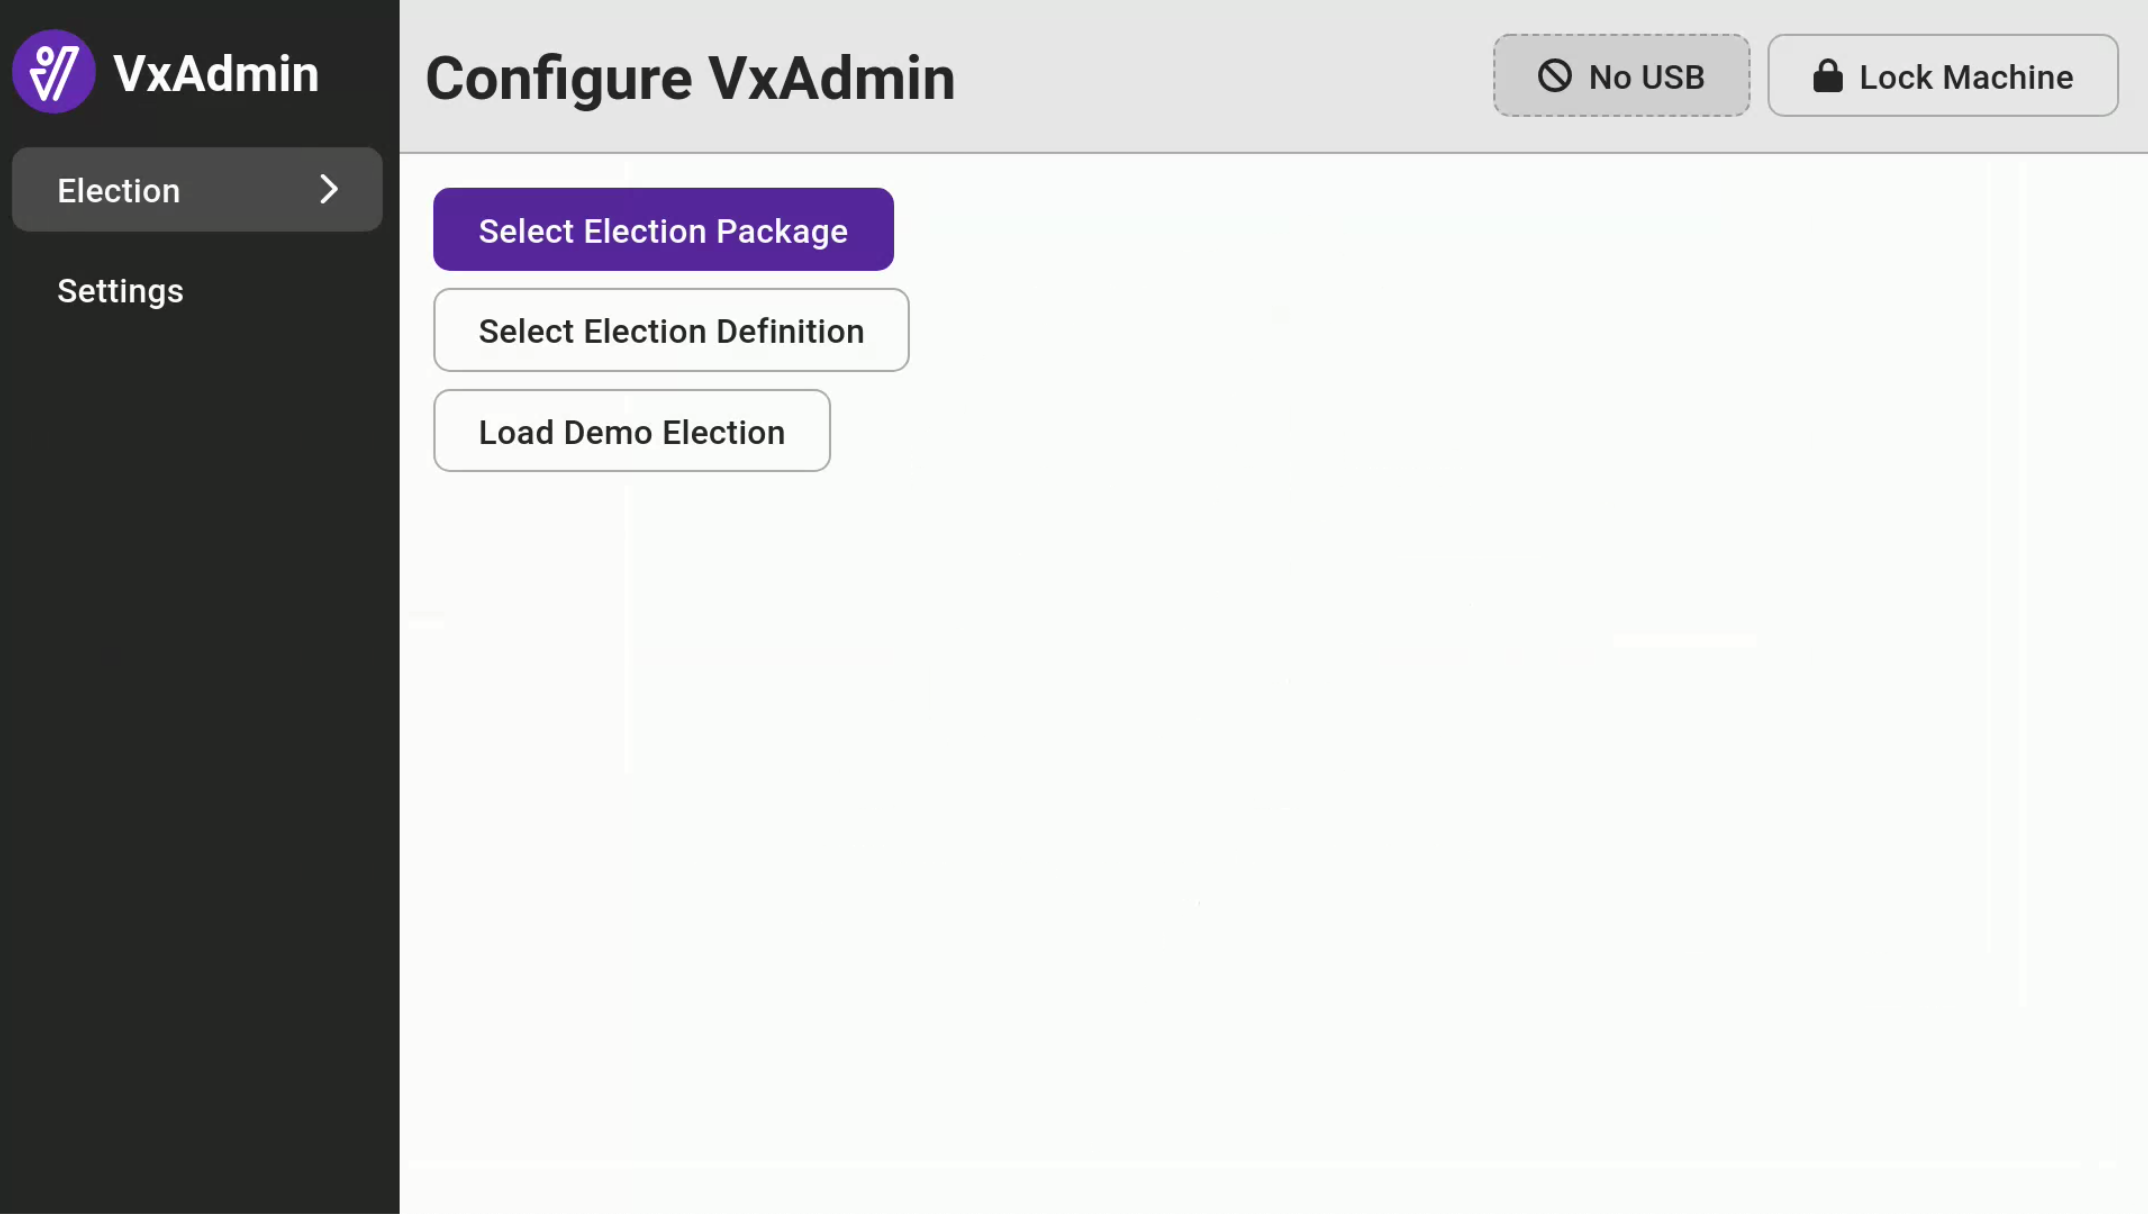 VxAdmin
Election
Settings
Configure VxAdmin
No USB
Lock Machine
Select Election Package
Select Election Definition
Load Demo Election